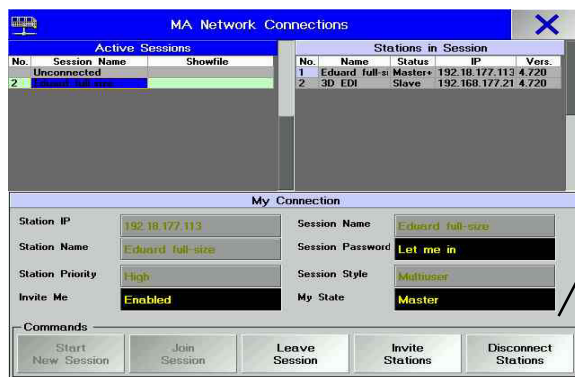 MA Network Connections
Active Sessions
No. Session Name Showfile
Unconnected
2 Eduard full-size
Stations in Session
No. Name Status IP Vers.
1 Eduard full-si Master+ 192.18.177.113 4.720
2 3D EDI Slave 192.168.177.21 4.720
My Connection
Station IP 192.18.177.113 Session Name Eduard full-size
Station Name Eduard full-size Session Password Let me in
Station Priority High Session Style Multiuser
Invite Me Enabled My State Master
Commands
Start New Session
Join Session
Leave Session
Invite Stations
Disconnect Stations